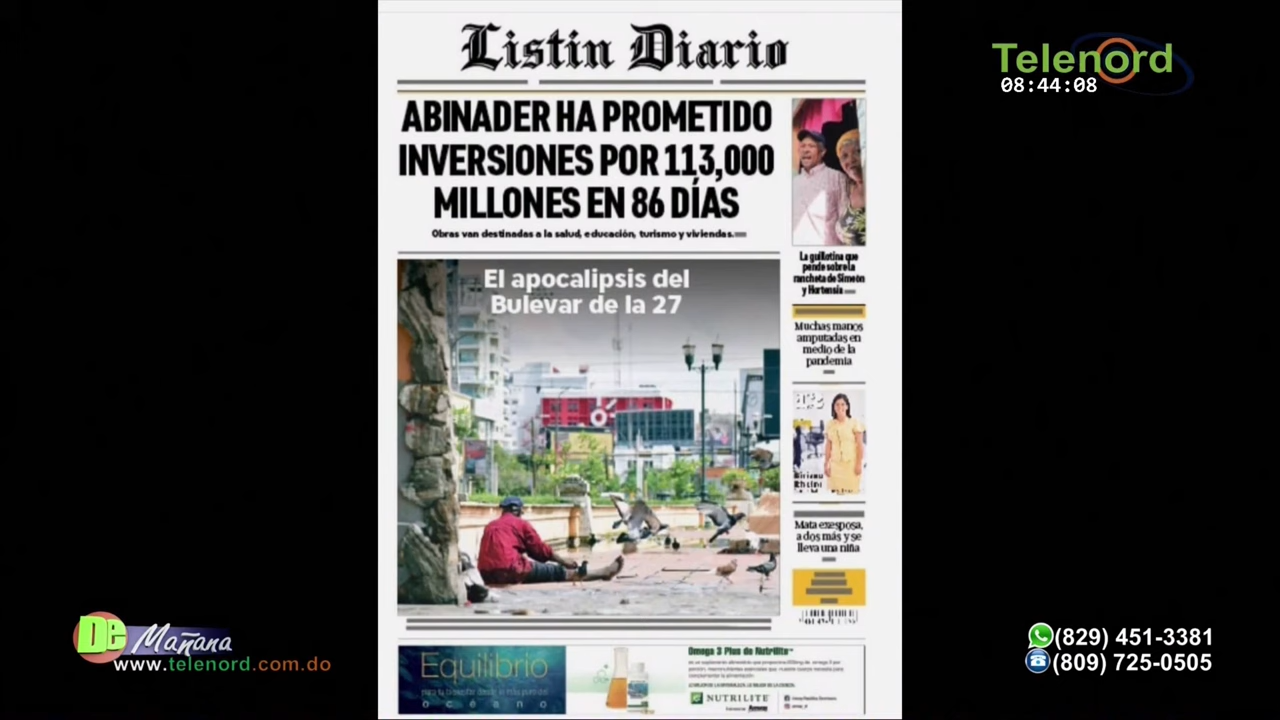 Listín Diario
Telenord
08:44:08
ABINADER HA PROMETIDO
INVERSIONES POR 113,000
MILLONES EN 86 DÍAS
Obras van destinadas a la salud, educación, turismo y viviendas.
El apocalipsis del
Bulevar de la 27
La guillotina que
pende sobre la
rancheta de Simeón
y Hortensia
Muchas manos
amputadas en
medio de la
pandemia
Mata exesposa,
a dos más y se
lleva una niña
Equilibrio
océano
Omega 3 Plus de Nutrilite
NUTRILITE
De Mañana
www.telenord.com.do
(829) 451-3381
(809) 725-0505